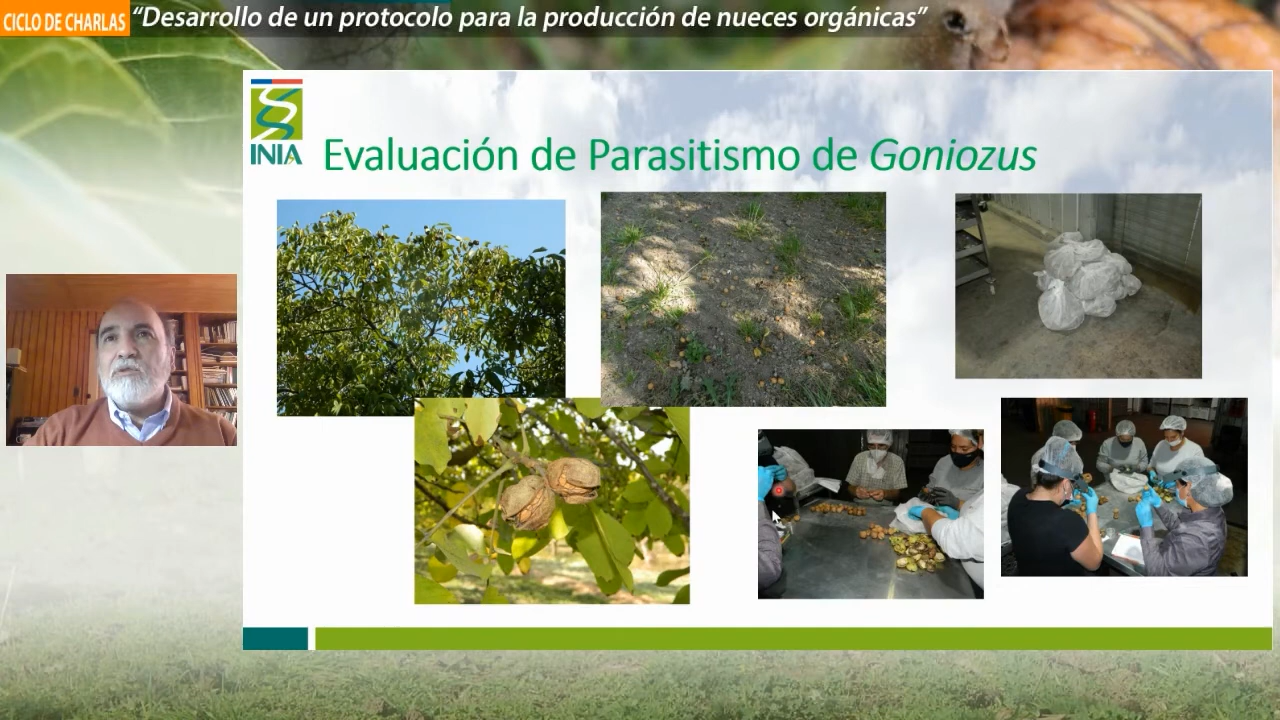 CICLO DE CHARLAS
“Desarrollo de un protocolo para la producción de nueces orgánicas”
INIA
Evaluación de Parasitismo de Goniozus